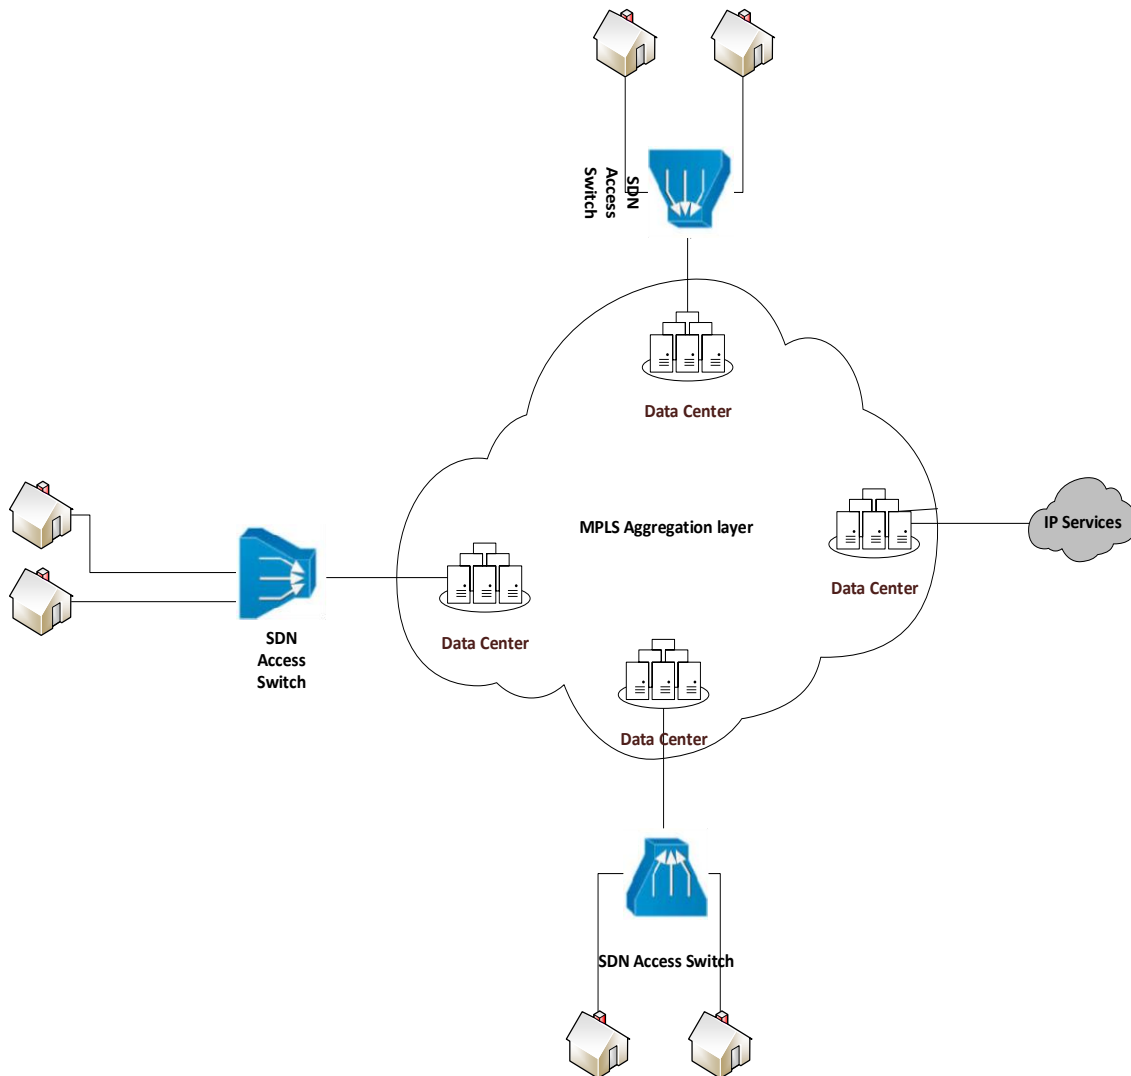 SDN
Access
Switch
Data Center
MPLS Aggregation layer
IP Services
Data Center
Data Center
SDN
Access
Switch
Data Center
SDN Access Switch